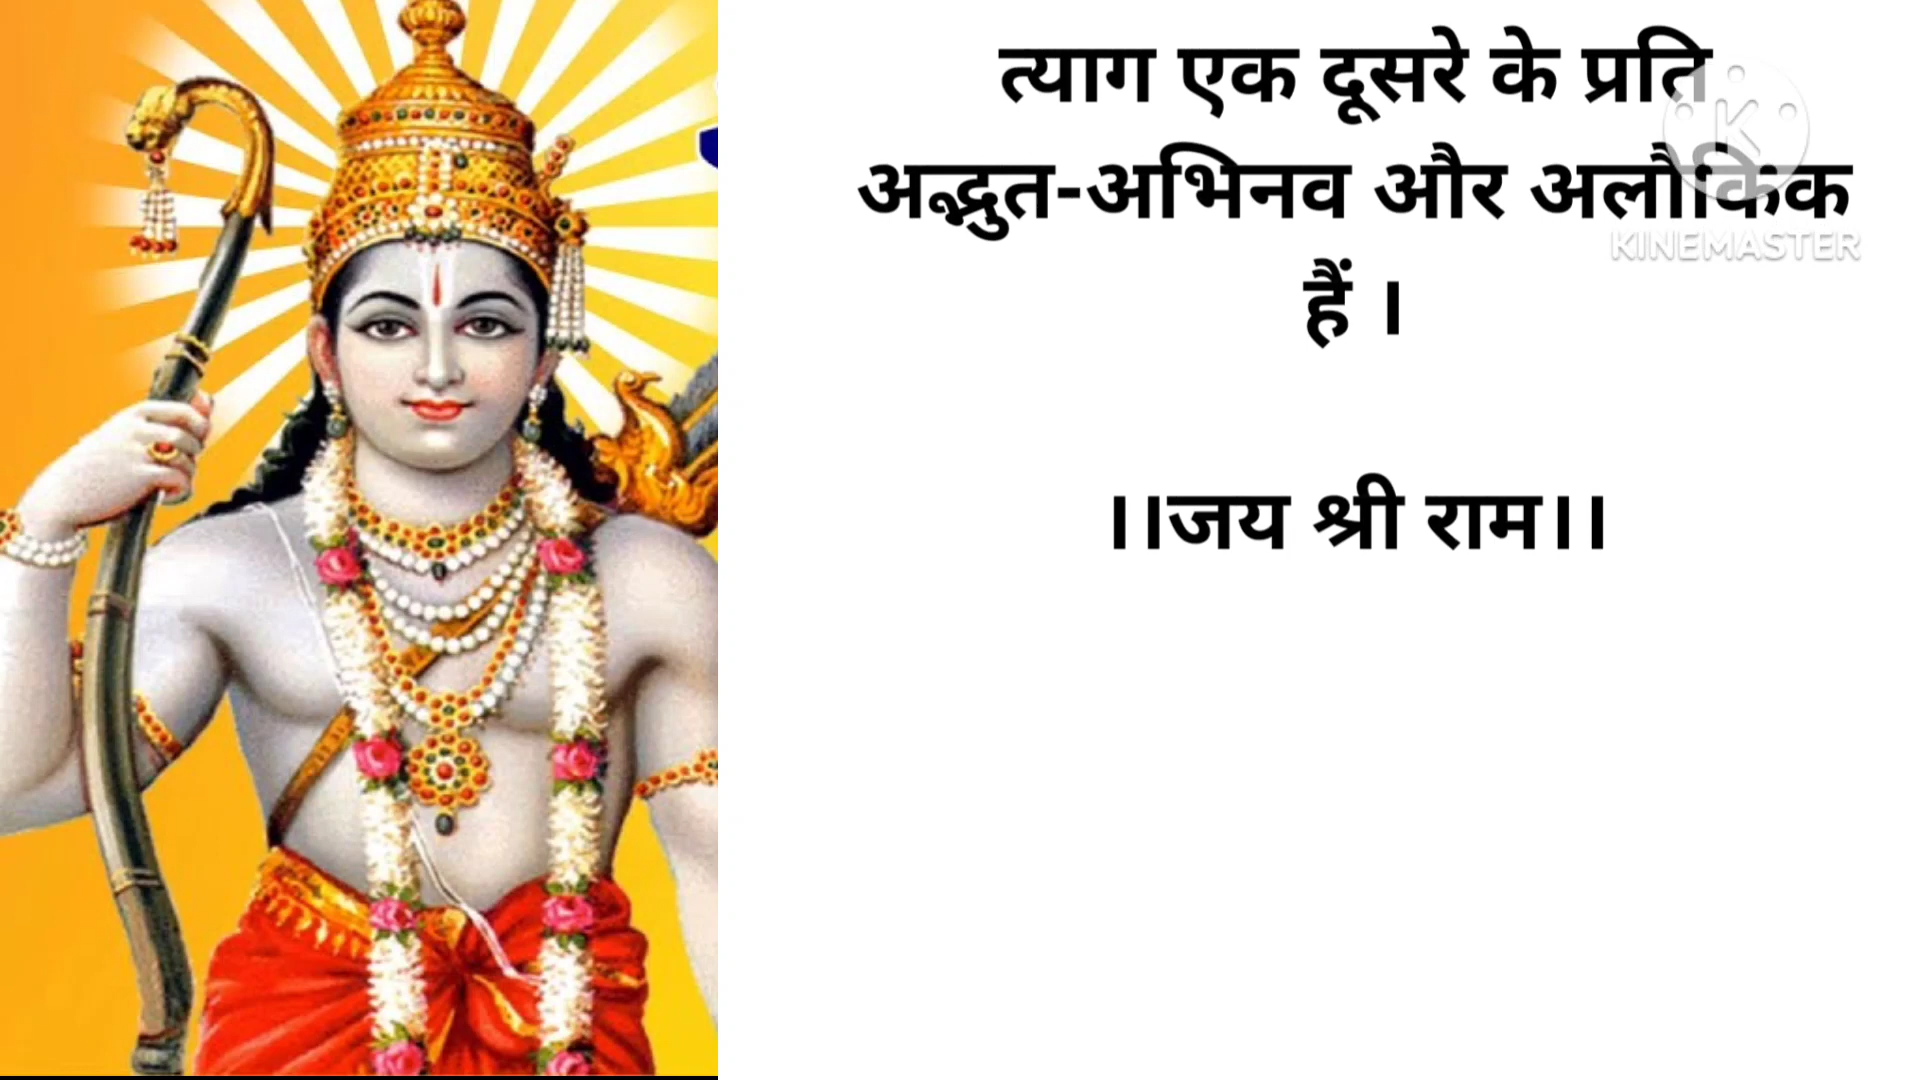 त्याग एक दूसरे के प्रति
अद्भुत-अभिनव और अलौकिक
हैं ।
।।जय श्री राम।।
K
KINEMASTER